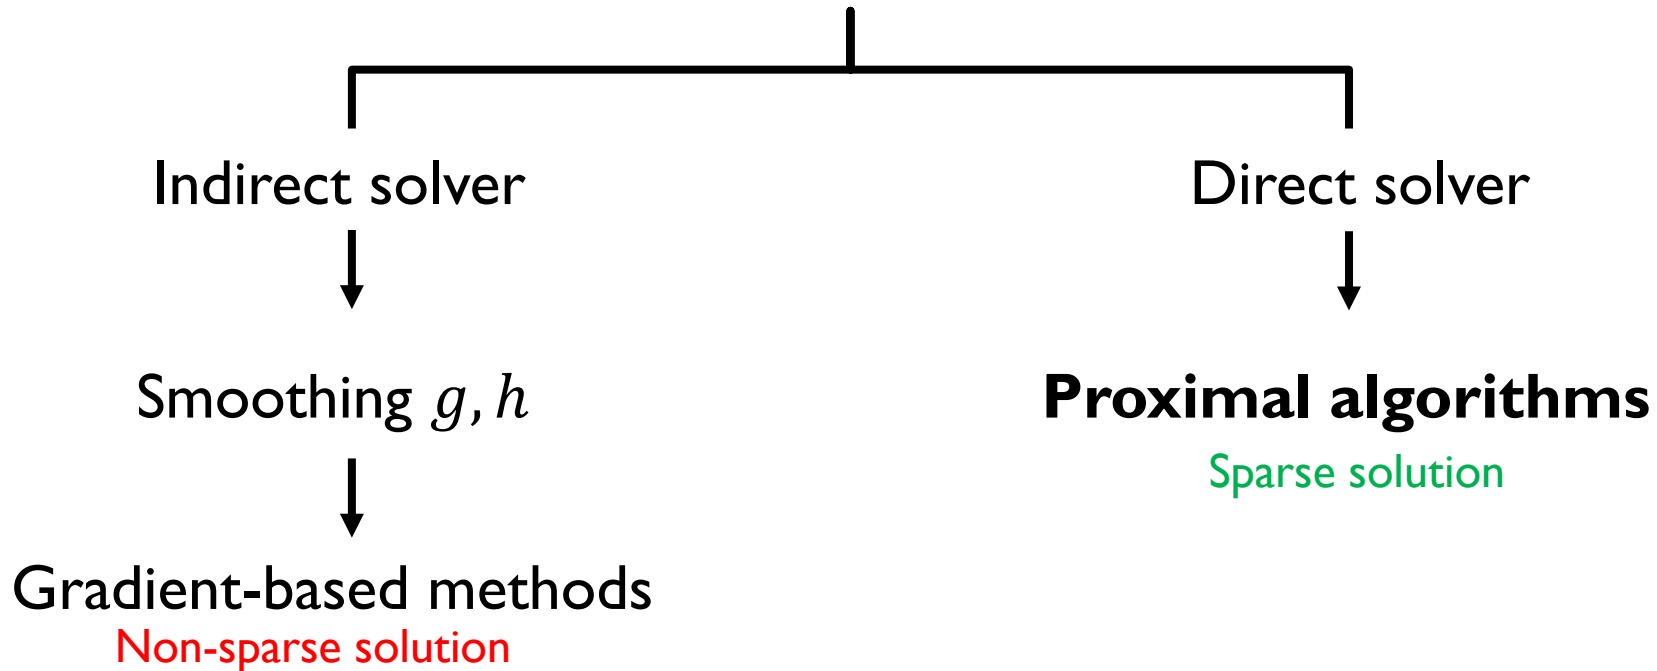 Indirect solver
Direct solver
Smoothing g, h
Proximal algorithms
Sparse solution
Gradient-based methods
Non-sparse solution